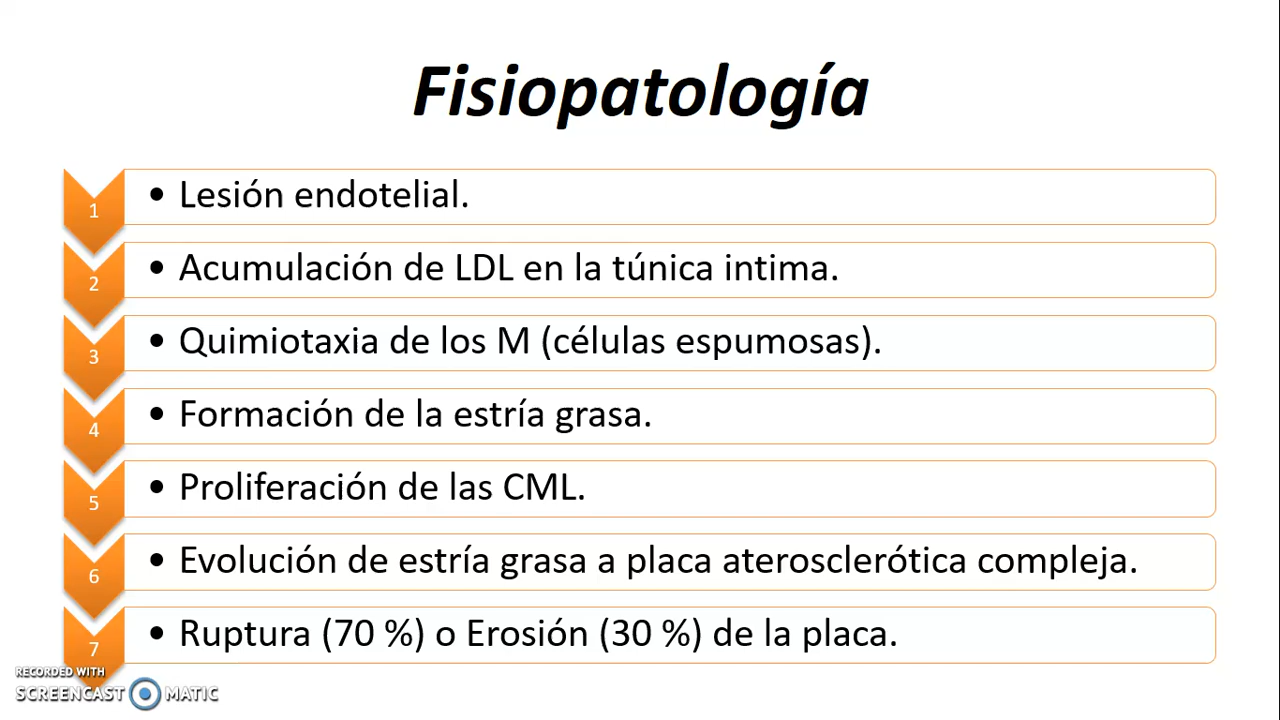 Fisiopatología
1
• Lesión endotelial.
2
• Acumulación de LDL en la túnica intima.
3
• Quimiotaxia de los M (células espumosas).
4
• Formación de la estría grasa.
5
• Proliferación de las CML.
6
• Evolución de estría grasa a placa aterosclerótica compleja.
7
• Ruptura (70 %) o Erosión (30 %) de la placa.
RECORDED WITH
SCREENCAST MATIC